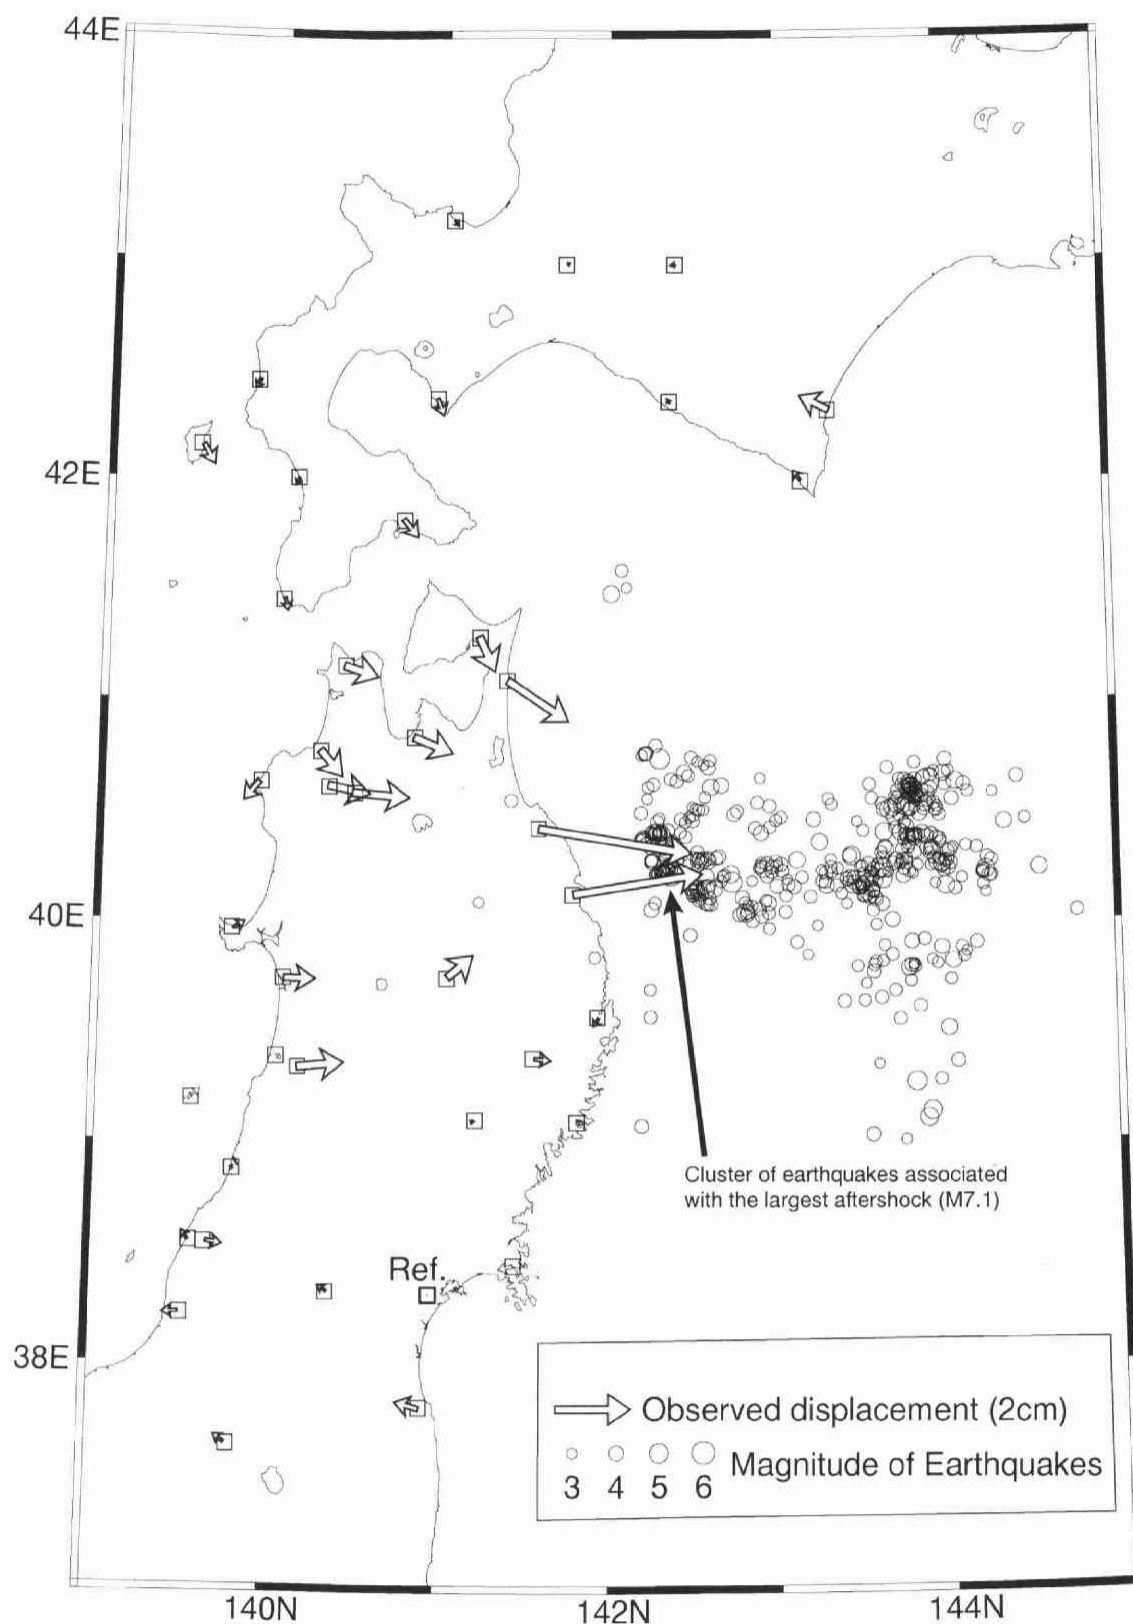 44E
42E
40E
Cluster of earthquakes associated
with the largest aftershock (M7.1)
Ref.
38E
Observed displacement (2cm)
Magnitude of Earthquakes
3 4 5 6
140N 142N 144N